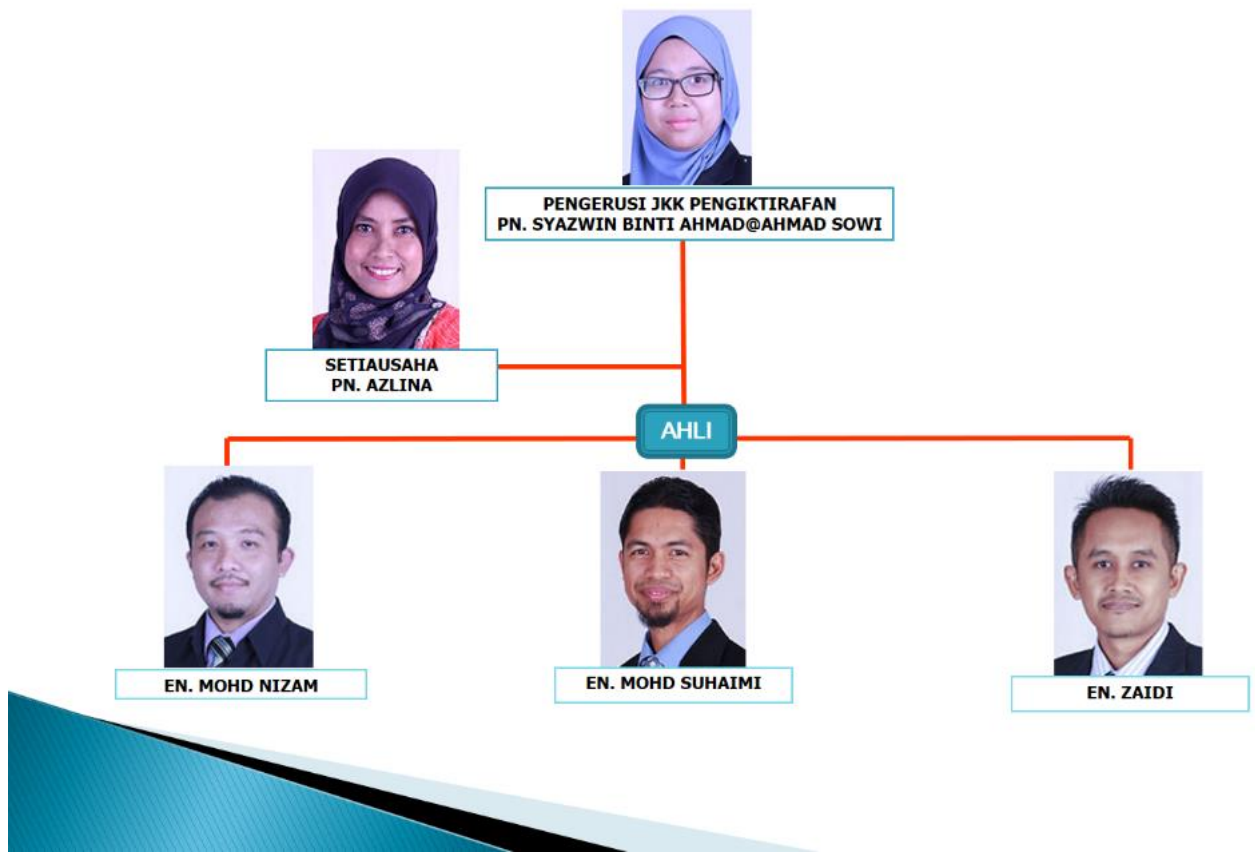 PENGERUSI JKK PENGIKTIRAFAN
PN. SYAZWIN BINTI AHMAD@AHMAD SOWI
SETIAUSAHA
PN. AZLINA
AHLI
EN. MOHD NIZAM
EN. MOHD SUHAIMI
EN. ZAIDI